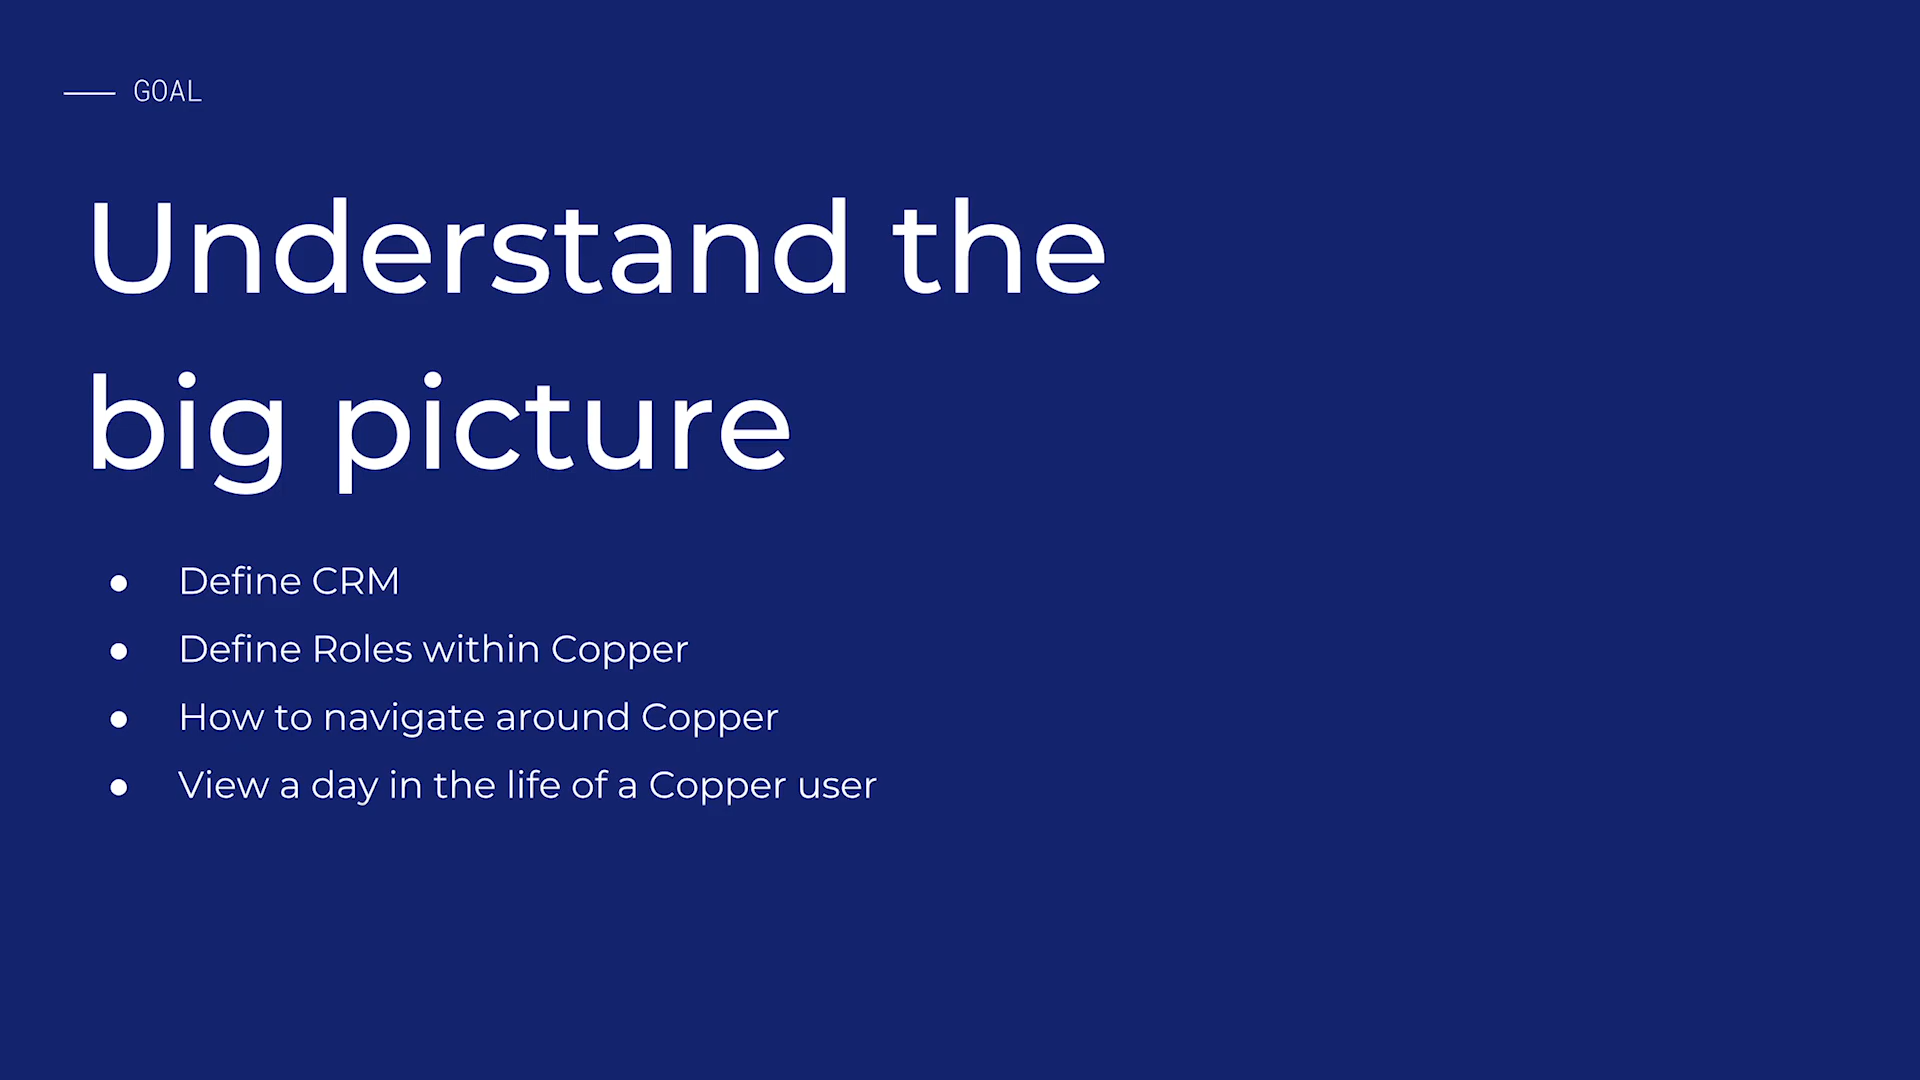 GOAL
Understand the
big picture
● Define CRM
● Define Roles within Copper
● How to navigate around Copper
● View a day in the life of a Copper user